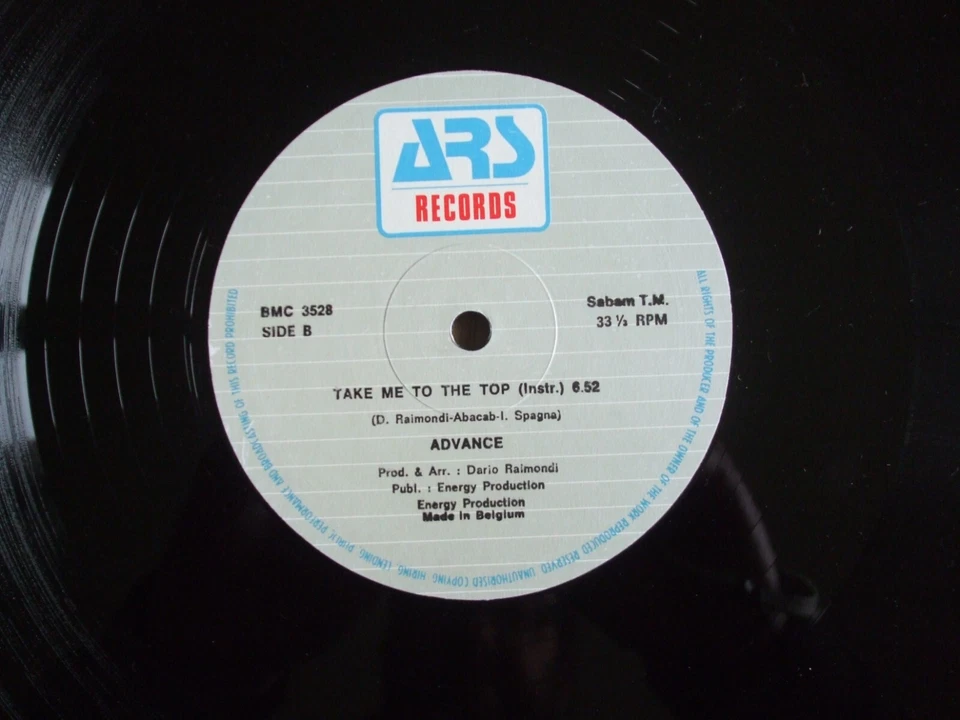 ARS
RECORDS
BMC 3528
SIDE B
Sabam T.M.
33 ⅓ RPM
TAKE ME TO THE TOP (Instr.) 6.52
(D. Raimondi-Abacab-I. Spagna)
ADVANCE
Prod. & Arr. : Dario Raimondi
Publ. : Energy Production
Energy Production
Made in Belgium
ALL RIGHTS OF THE PRODUCER AND OF THE OWNER OF THE WORK REPRODUCED RESERVED. UNAUTHORISED COPYING, HIRING, LENDING, PUBLIC PERFORMANCE AND BROADCASTING OF THIS RECORD PROHIBITED